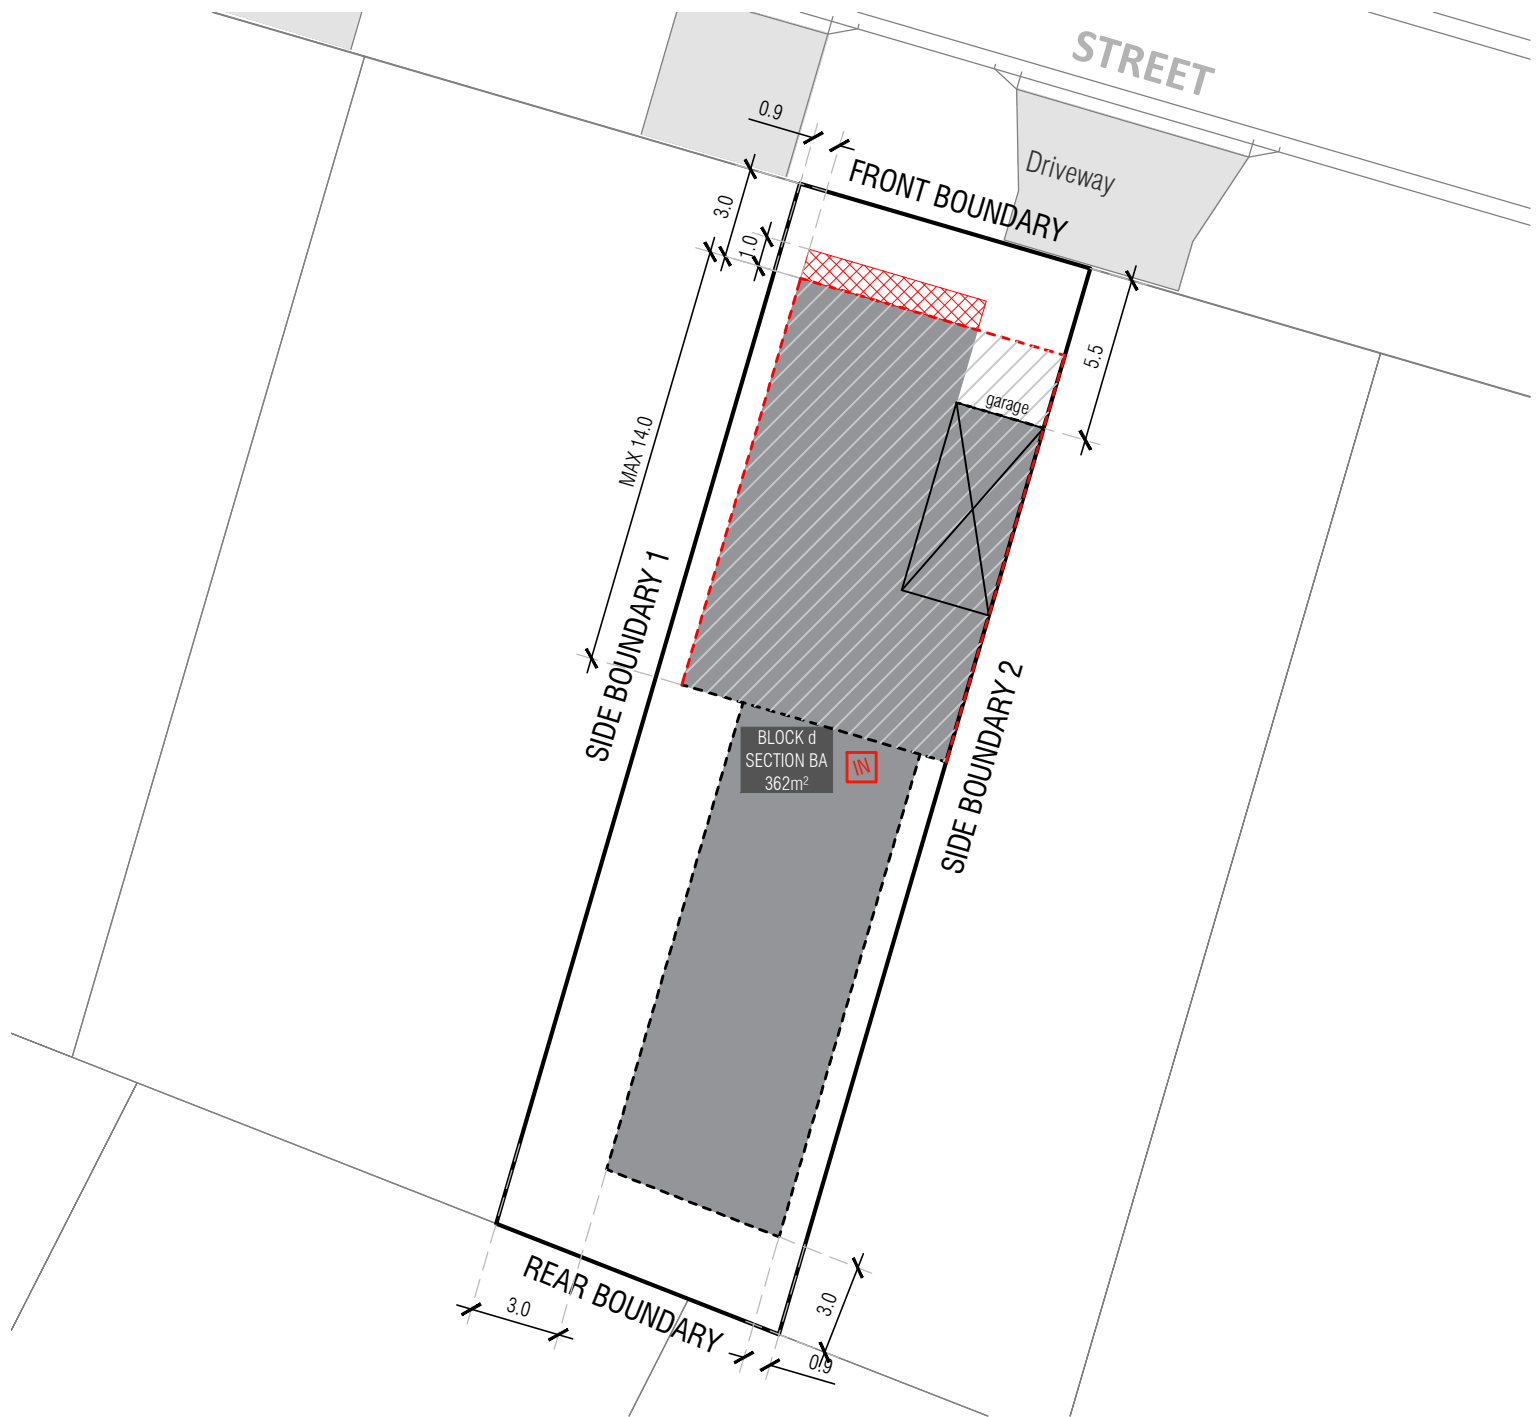 STREET
0.9
FRONT BOUNDARY
Driveway
3.0
1.0
5.5
garage
MAX 14.0
SIDE BOUNDARY 1
SIDE BOUNDARY 2
BLOCK d
SECTION BA
362m²
IN
REAR BOUNDARY
3.0
3.0
0.9